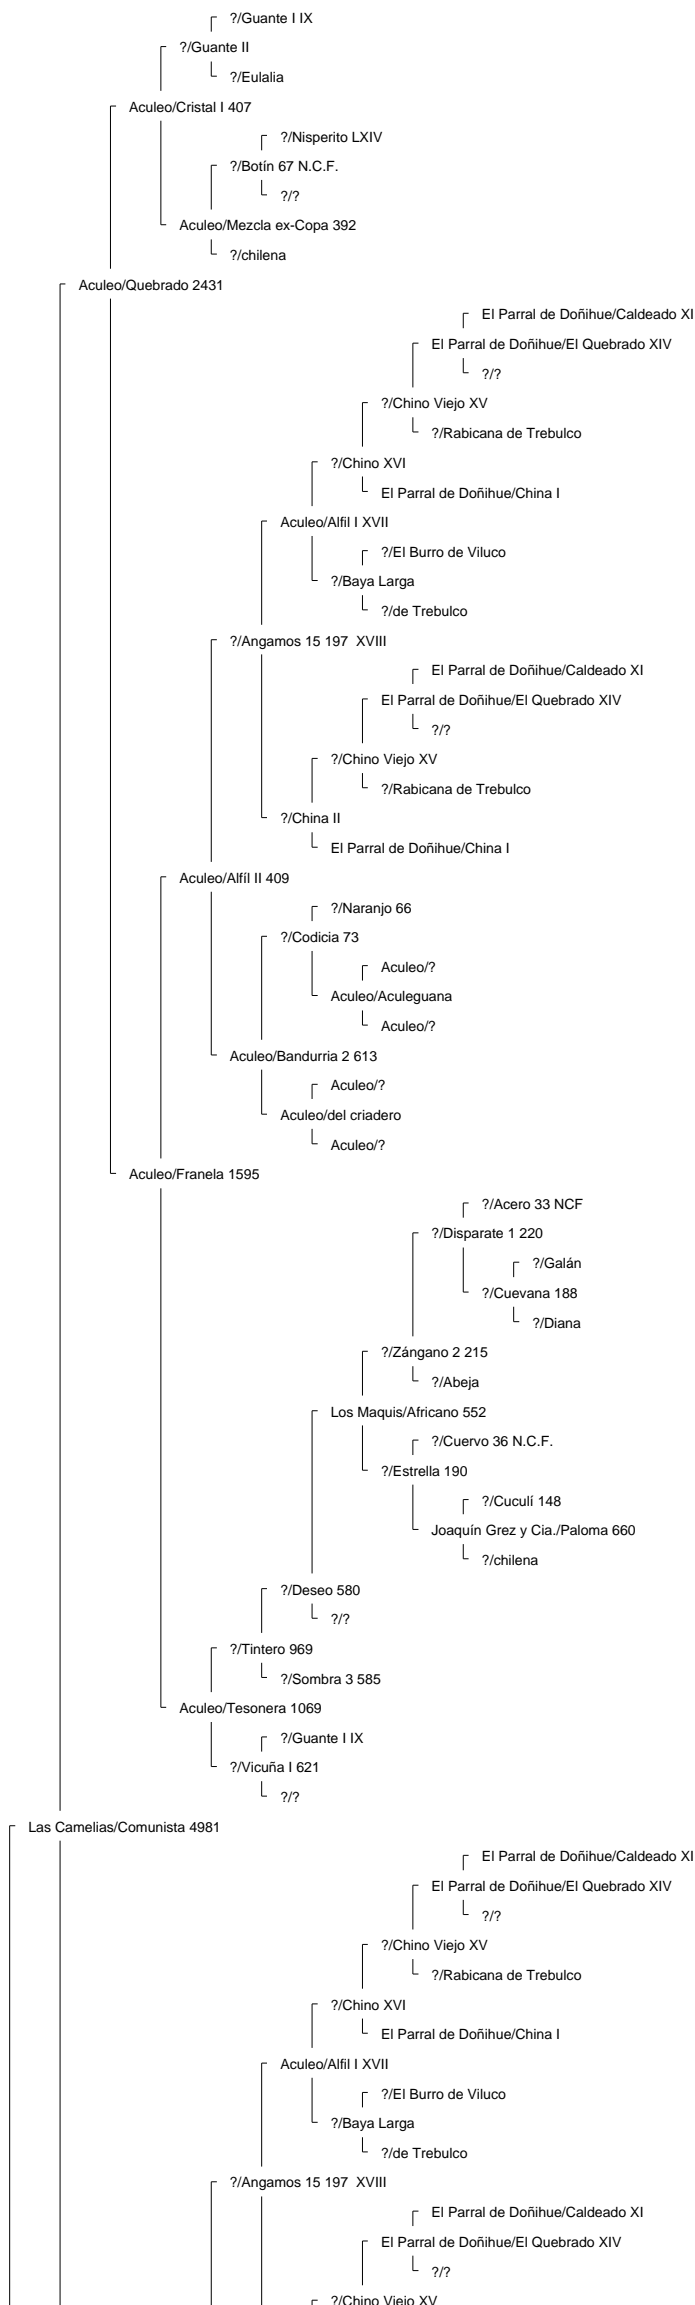 ?/Guante I IX
?/Guante II
?/Eulalia
Aculeo/Cristal I 407
?/Nisperito LXIV
?/Botín 67 N.C.F.
?/?
Aculeo/Mezcla ex-Copa 392
?/chilena
Aculeo/Quebrado 2431
El Parral de Doñihue/Caldeado XI
El Parral de Doñihue/El Quebrado XIV
?/?
?/Chino Viejo XV
?/Rabicana de Trebulco
?/Chino XVI
El Parral de Doñihue/China I
Aculeo/Alfil I XVII
?/El Burro de Viluco
?/Baya Larga
?/de Trebulco
?/Angamos 15 197 XVIII
El Parral de Doñihue/Caldeado XI
El Parral de Doñihue/El Quebrado XIV
?/?
?/Chino Viejo XV
?/Rabicana de Trebulco
?/China II
El Parral de Doñihue/China I
Aculeo/Alfíl II 409
?/Naranjo 66
?/Codicia 73
Aculeo/?
Aculeo/Aculeguana
Aculeo/?
Aculeo/Bandurria 2 613
Aculeo/?
Aculeo/del criadero
Aculeo/?
Aculeo/Franela 1595
?/Acero 33 NCF
?/Disparate 1 220
?/Galán
?/Cuevana 188
?/Diana
?/Zángano 2 215
?/Abeja
Los Maquis/Africano 552
?/Cuervo 36 N.C.F.
?/Estrella 190
?/Cuculí 148
Joaquín Grez y Cia./Paloma 660
?/chilena
?/Deseo 580
?/?
?/Tintero 969
?/Sombra 3 585
Aculeo/Tesonera 1069
?/Guante I IX
?/Vicuña I 621
?/?
Las Camelias/Comunista 4981
El Parral de Doñihue/Caldeado XI
El Parral de Doñihue/El Quebrado XIV
?/?
?/Chino Viejo XV
?/Rabicana de Trebulco
?/Chino XVI
El Parral de Doñihue/China I
Aculeo/Alfil I XVII
?/El Burro de Viluco
?/Baya Larga
?/de Trebulco
?/Angamos 15 197 XVIII
El Parral de Doñihue/Caldeado XI
El Parral de Doñihue/El Quebrado XIV
?/?
?/Chino Viejo XV